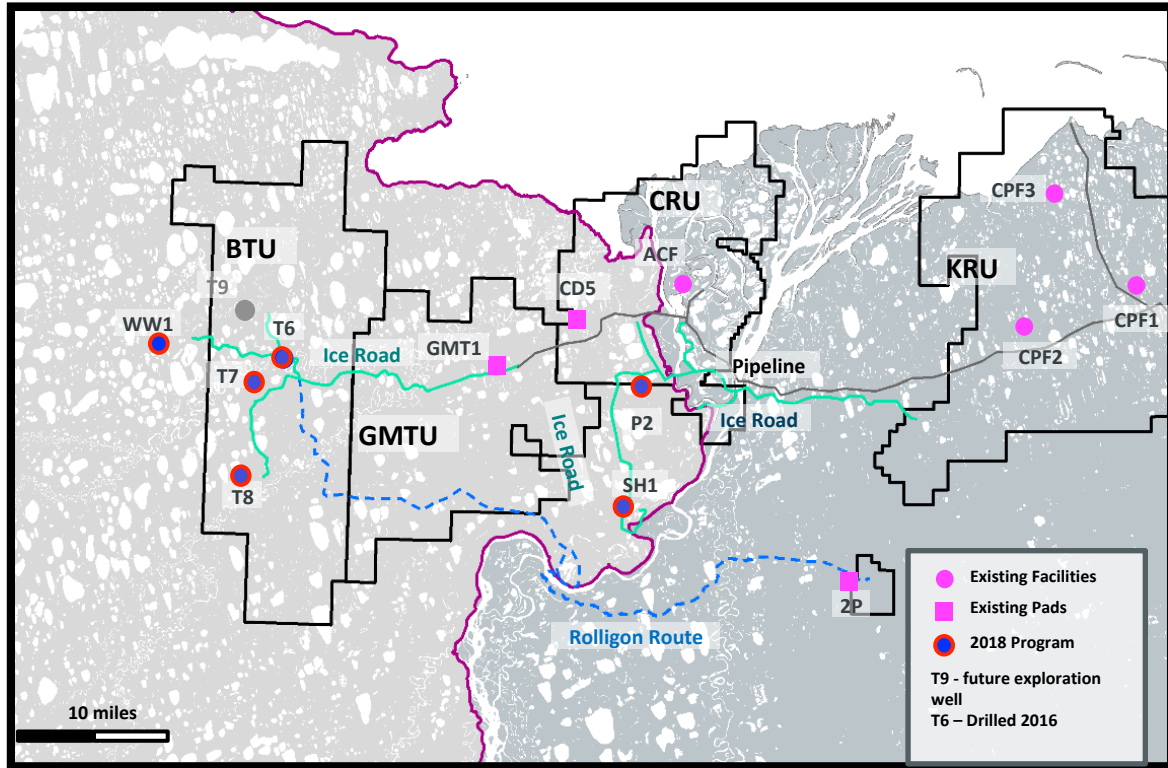 CRU
CPF3
BTU
ACF
KRU
T9
CD5
CPF1
WW1
T6
GMT1
CPF2
T7
Ice Road
Pipeline
P2
Ice Road
GMTU
Ice Road
T8
SH1
2P
Rolligon Route
10 miles
Existing Facilities
Existing Pads
2018 Program
T9 - future exploration
well
T6 – Drilled 2016